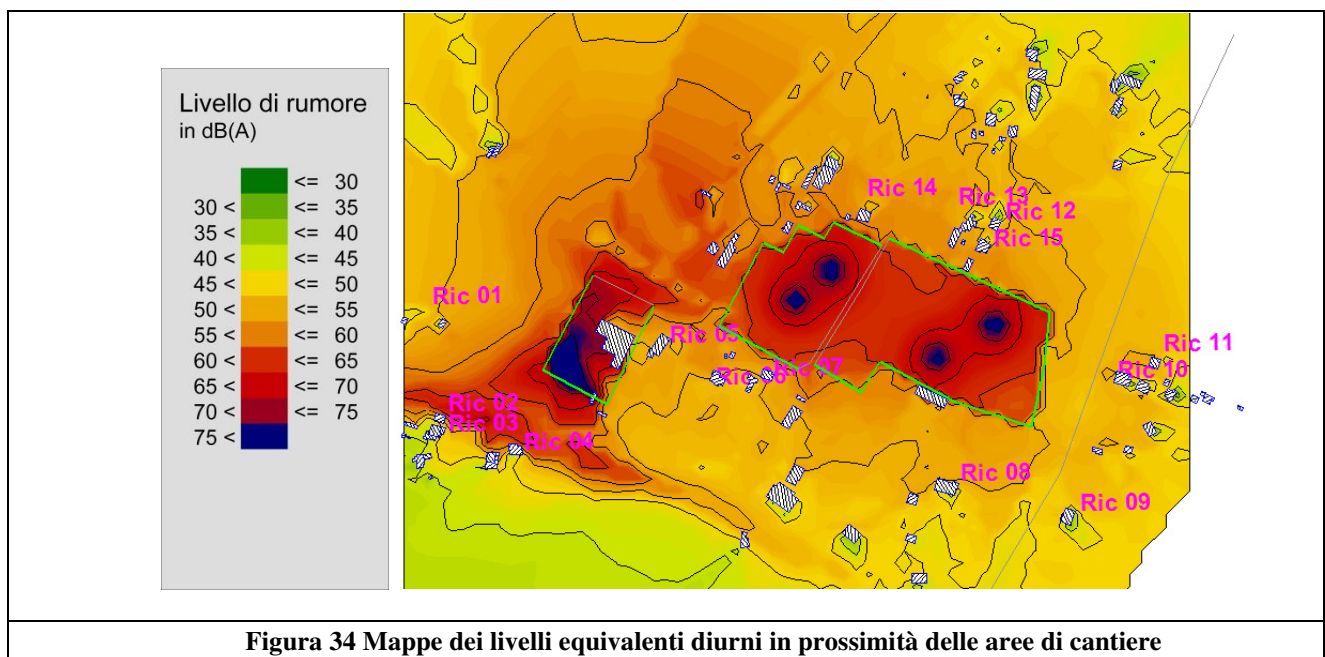 Livello di rumore
in dB(A)
<= 30
30 < <= 35
35 < <= 40
40 < <= 45
45 < <= 50
50 < <= 55
55 < <= 60
60 < <= 65
65 < <= 70
70 < <= 75
75 <
Ric 14
Ric 13
Ric 12
Ric 15
Ric 01
Ric 05
Ric 11
Ric 06
Ric 07
Ric 10
Ric 02
Ric 03
Ric 04
Ric 08
Ric 09
Figura 34 Mappe dei livelli equivalenti diurni in prossimità delle aree di cantiere